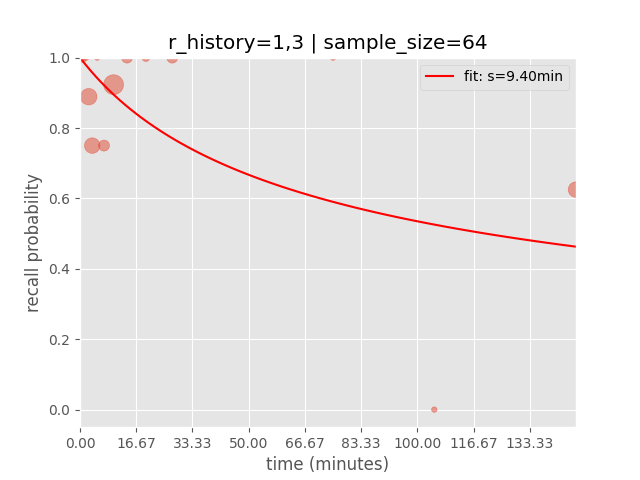 r_history=1,3 | sample_size=64
fit: s=9.40min
recall probability
1.0
0.8
0.6
0.4
0.2
0.0
0.00 16.67 33.33 50.00 66.67 83.33 100.00 116.67 133.33
time (minutes)